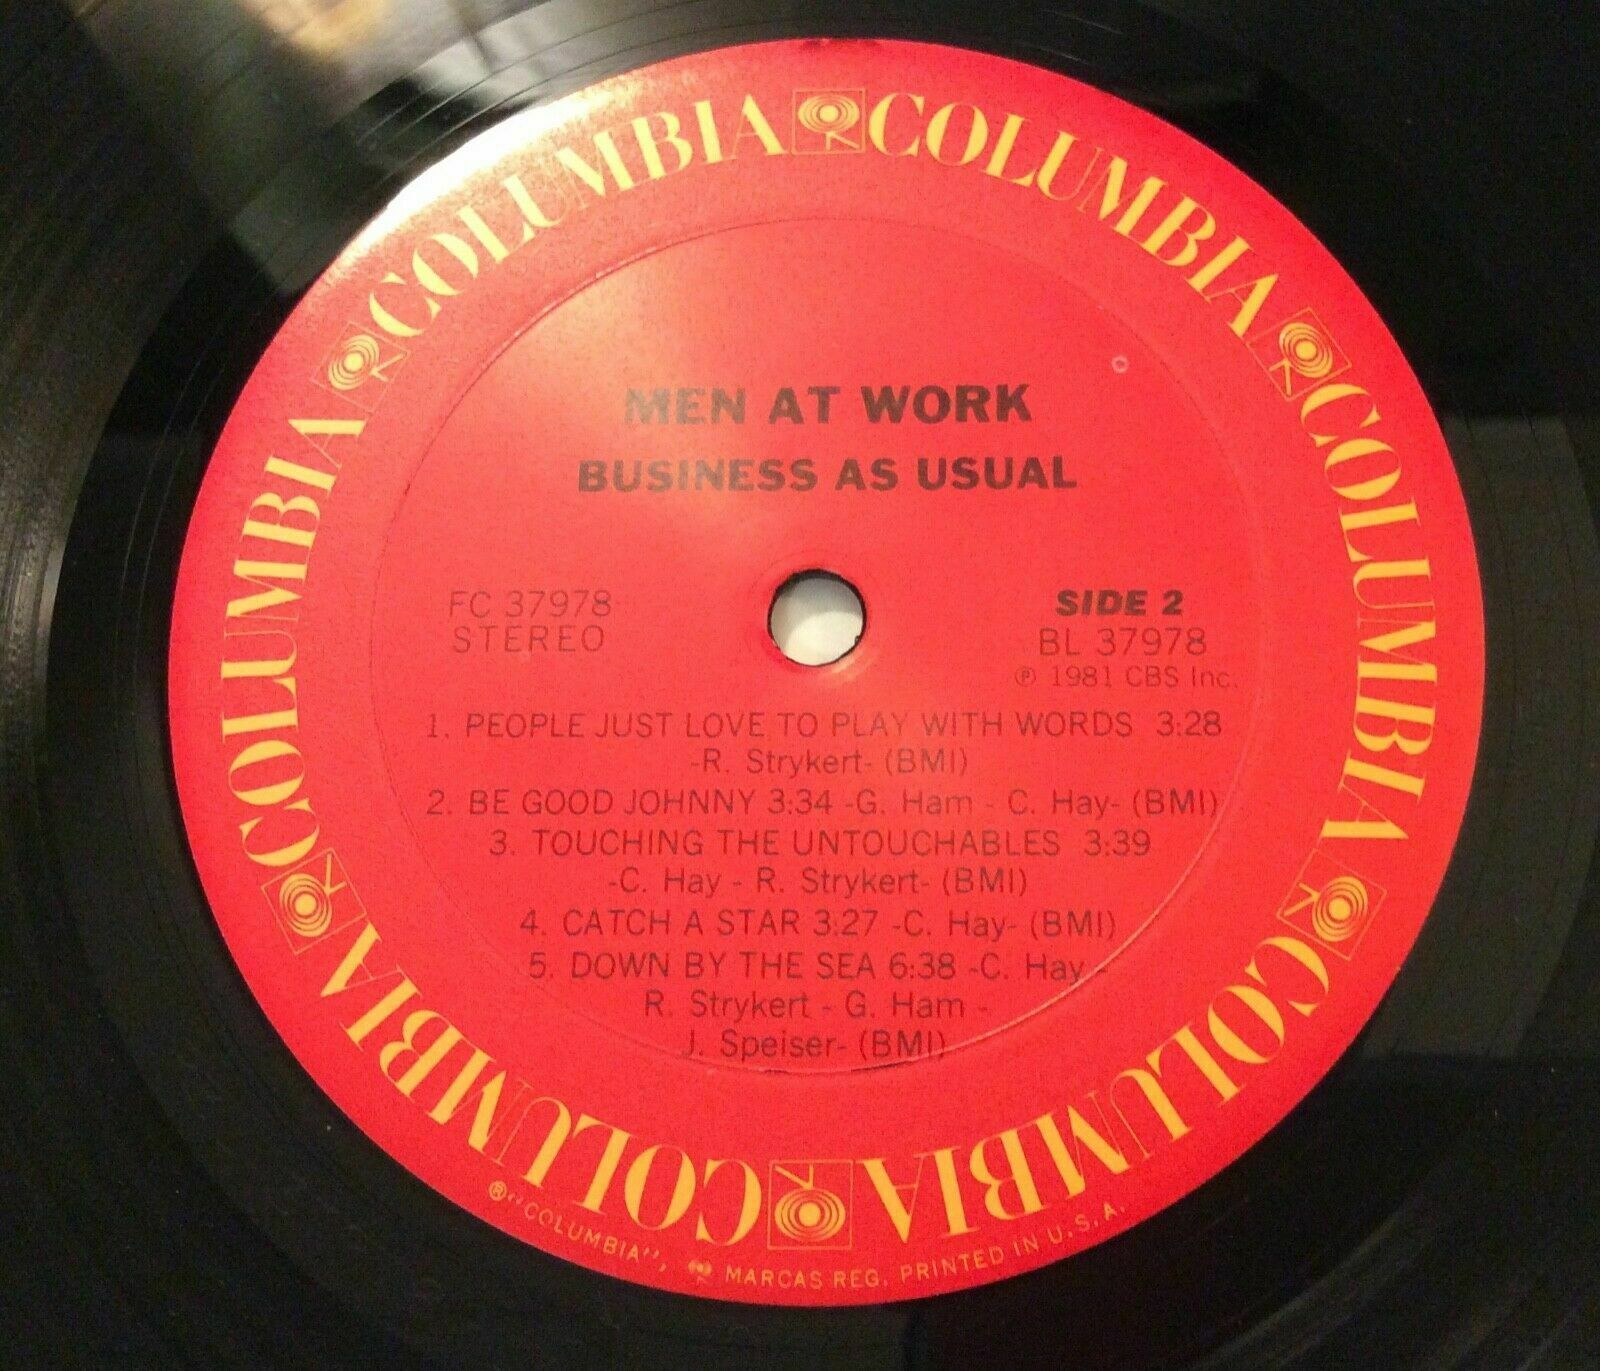 COLUMBIA COLUMBIA COLUMBIA COLUMBIA COLUMBIA COLUMBIA COLUMBIA COLUMBIA
MEN AT WORK
BUSINESS AS USUAL
FC 37978
STEREO
SIDE 2
BL 37978
℗ 1981 CBS Inc.
1. PEOPLE JUST LOVE TO PLAY WITH WORDS 3:28
-R. Strykert- (BMI)
2. BE GOOD JOHNNY 3:34 -G. Ham - C. Hay- (BMI)
3. TOUCHING THE UNTOUCHABLES 3:39
-C. Hay - R. Strykert- (BMI)
4. CATCH A STAR 3:27 -C. Hay- (BMI)
5. DOWN BY THE SEA 6:38 -C. Hay -
R. Strykert - G. Ham -
J. Speiser- (BMI)
® "COLUMBIA", MARCAS REG. PRINTED IN U.S.A.